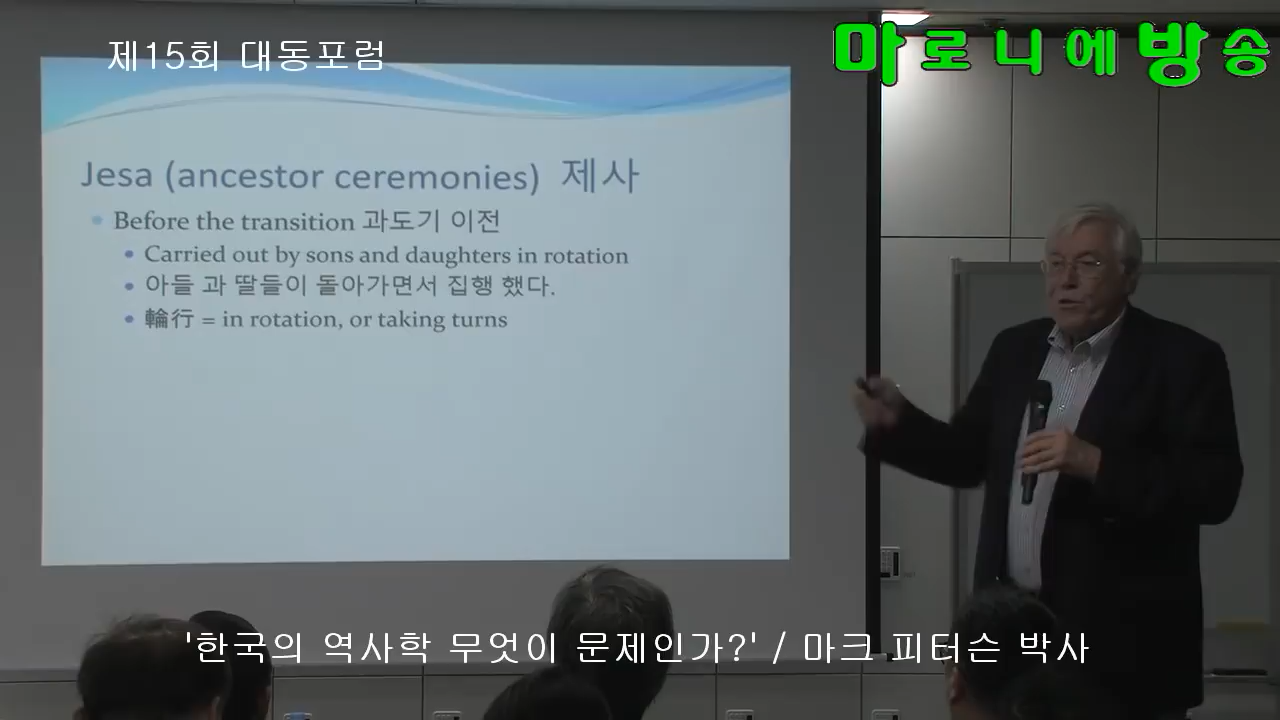 제15회 대동포럼
마로니에방송
Jesa (ancestor ceremonies) 제사
Before the transition 과도기 이전
Carried out by sons and daughters in rotation
아들 과 딸들이 돌아가면서 집행 했다.
輪行 = in rotation, or taking turns
'한국의 역사학 무엇이 문제인가?' / 마크 피터슨 박사